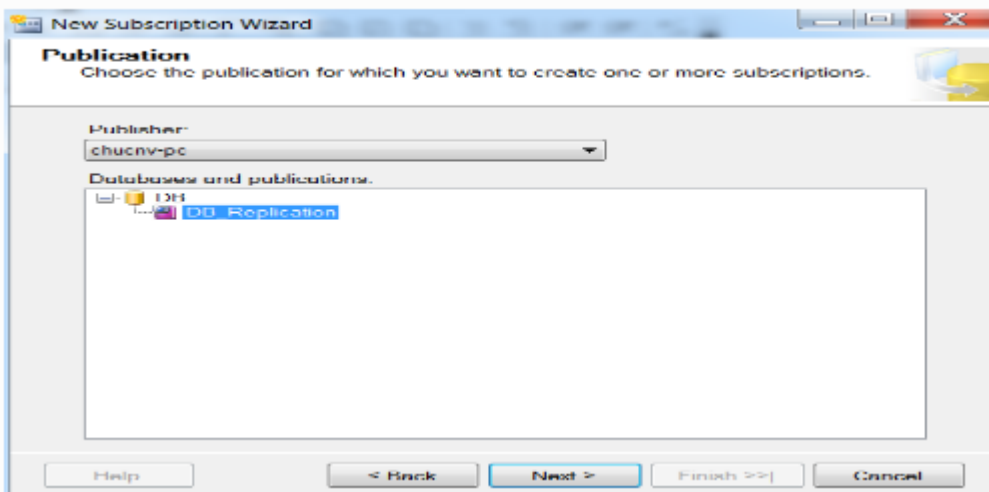 New Subscription Wizard
Publication
Choose the publication for which you want to create one or more subscriptions.
Publisher:
chucnv-pc
Databases and publications:
DB
DB_Replication
Help
< Back
Next >
Finish >>|
Cancel